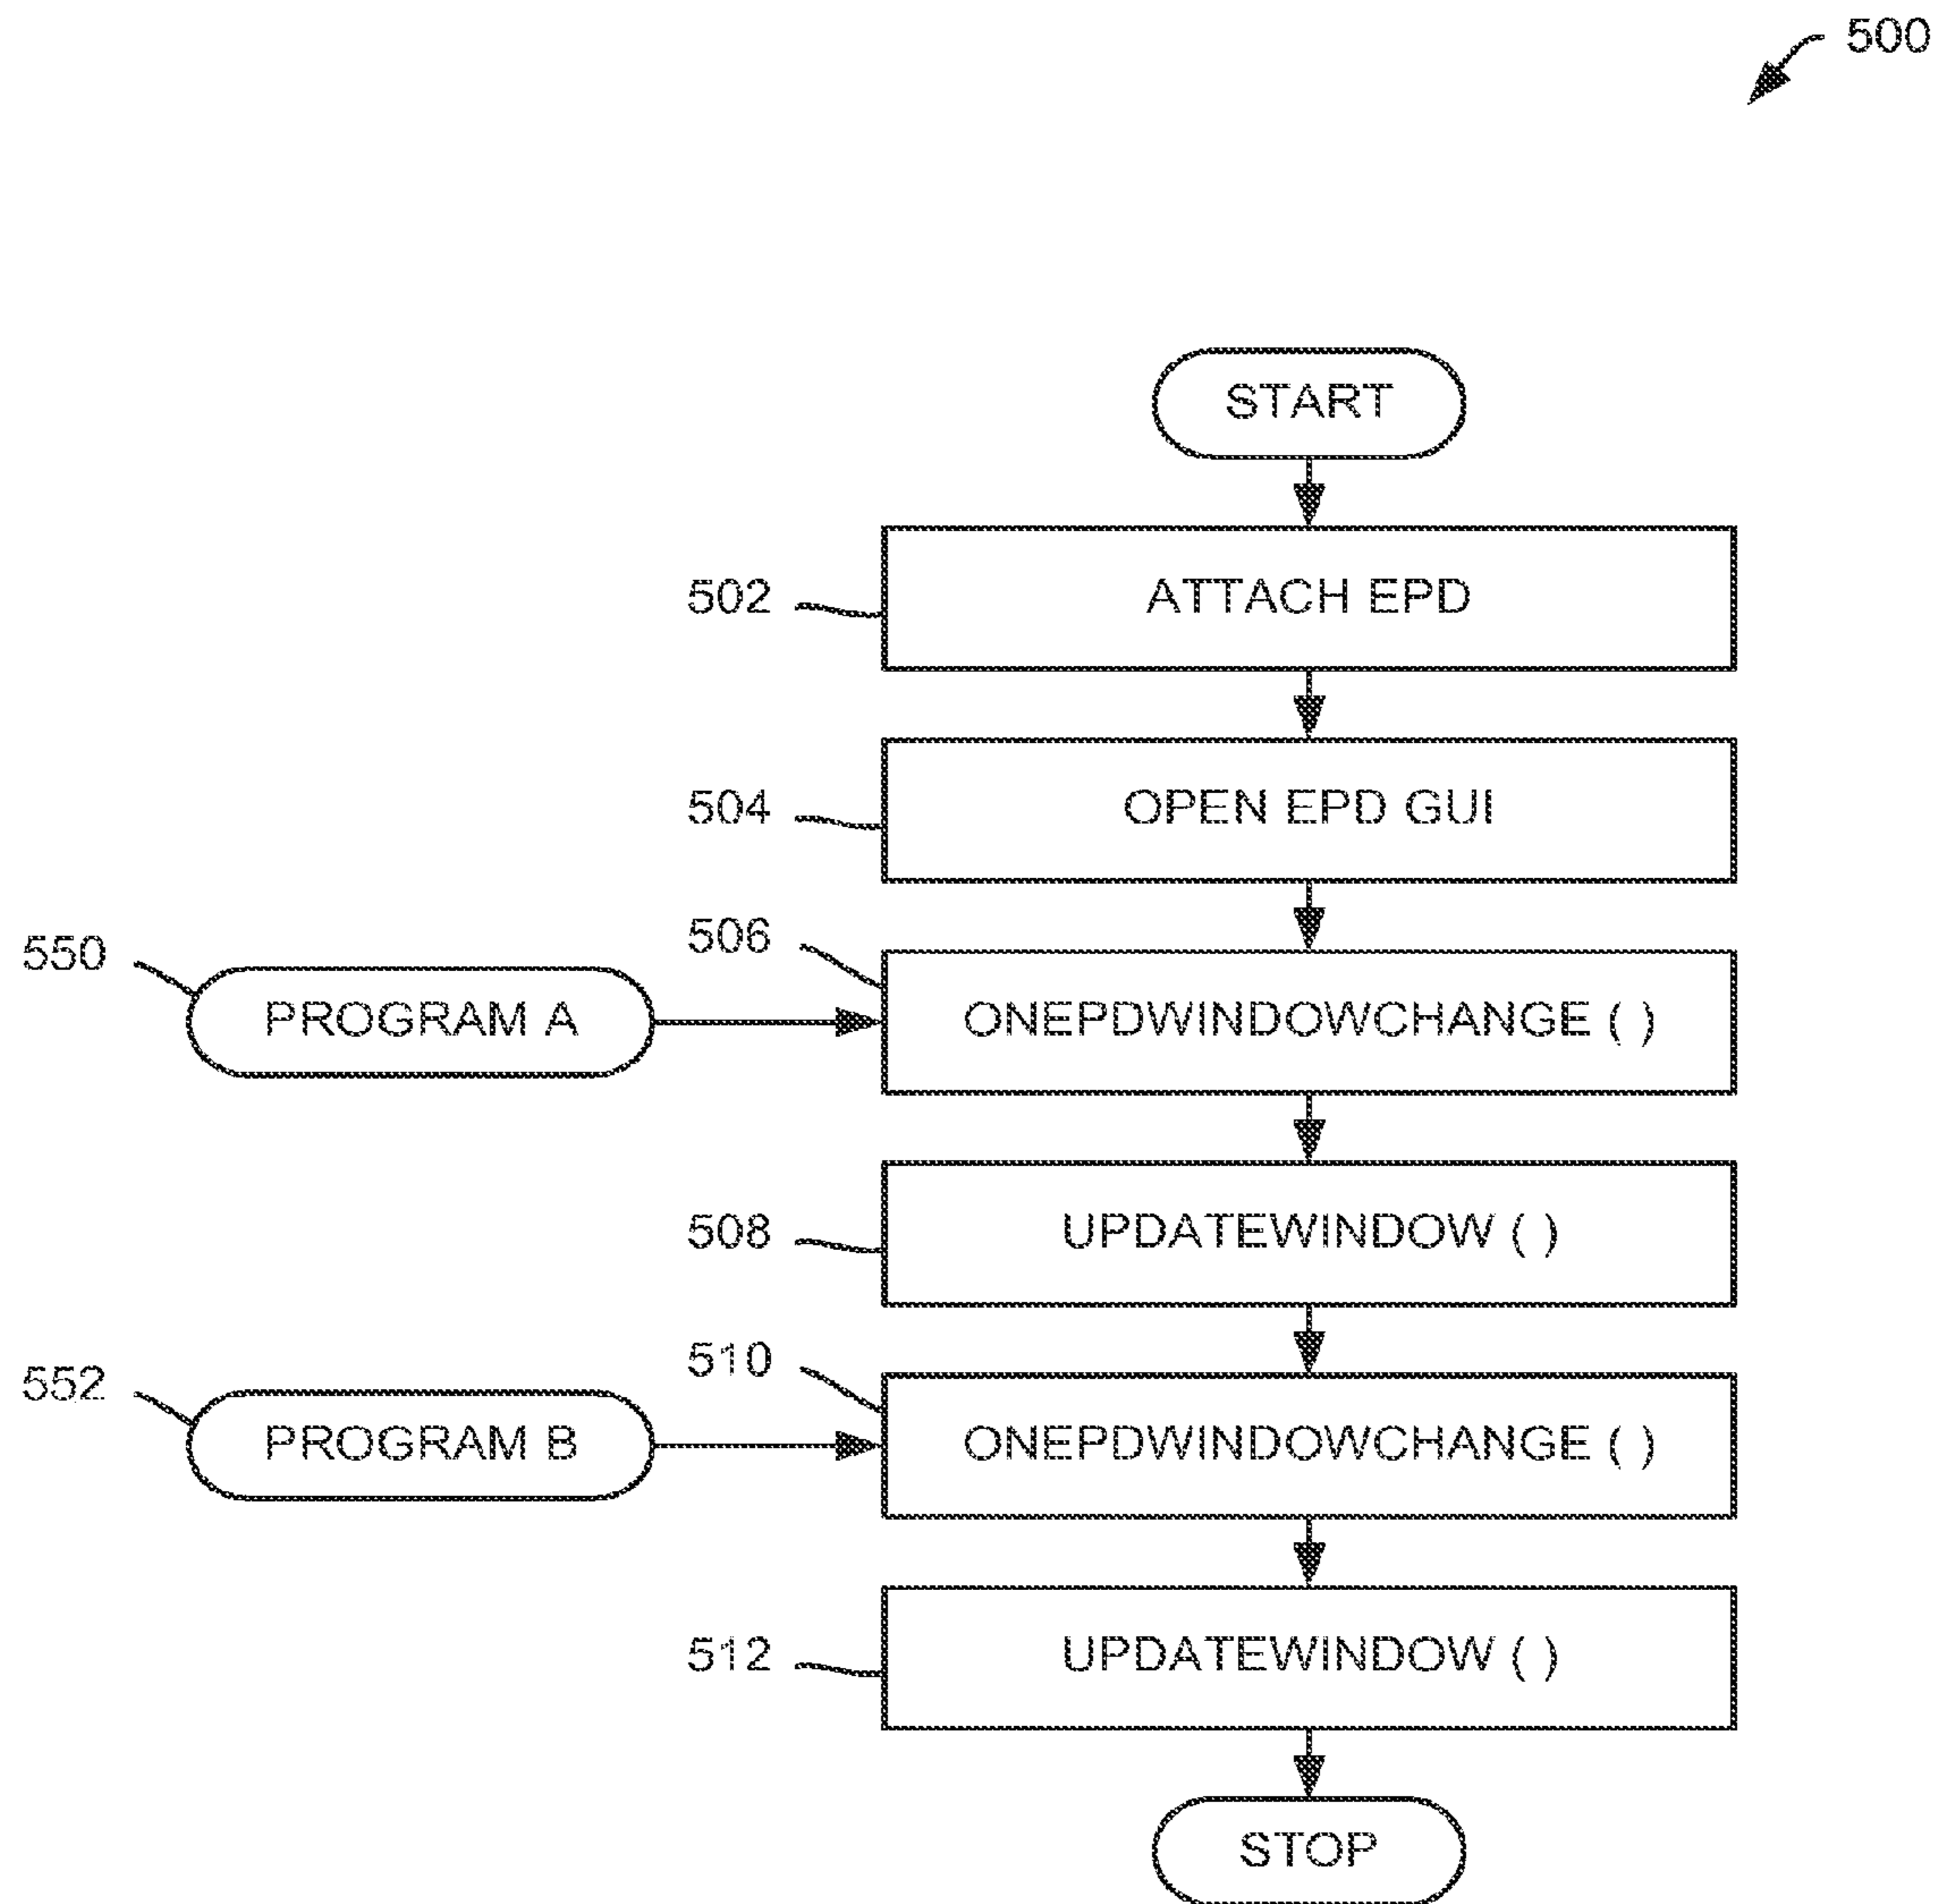 500
START
502
ATTACH EPD
504
OPEN EPD GUI
550
506
PROGRAM A
ONEPDWINDOWCHANGE ( )
508
UPDATEWINDOW ( )
552
510
PROGRAM B
ONEPDWINDOWCHANGE ( )
512
UPDATEWINDOW ( )
STOP